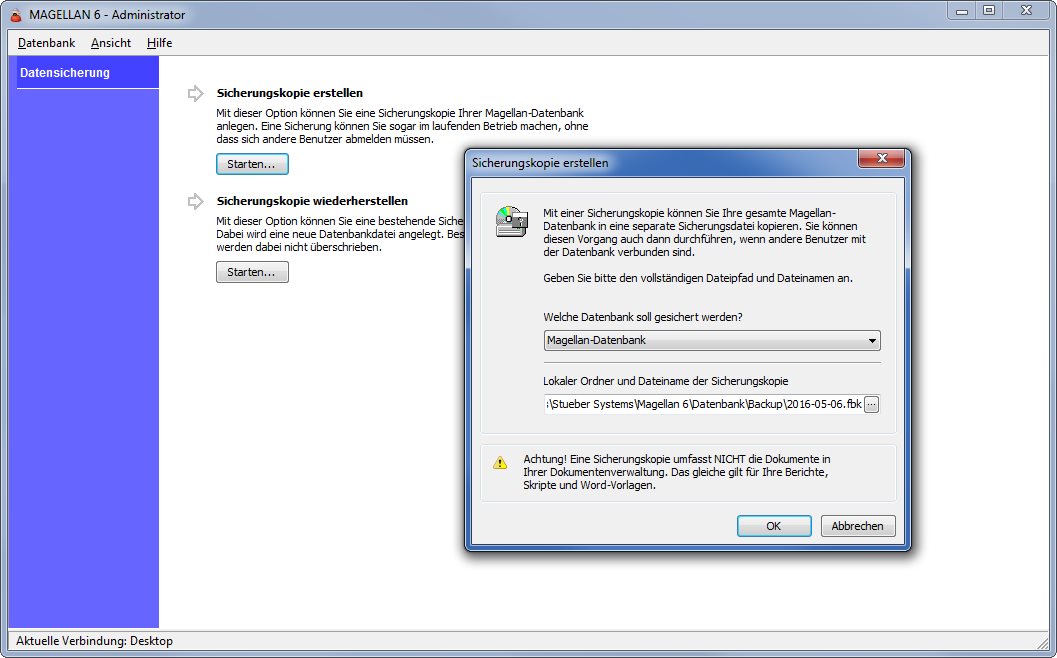 MAGELLAN 6 - Administrator
Datenbank Ansicht Hilfe
Datensicherung
Sicherungskopie erstellen
Mit dieser Option können Sie eine Sicherungskopie Ihrer Magellan-Datenbank
anlegen. Eine Sicherung können Sie sogar im laufenden Betrieb machen, ohne
dass sich andere Benutzer abmelden müssen.
Starten...
Sicherungskopie wiederherstellen
Mit dieser Option können Sie eine bestehende Siche
Dabei wird eine neue Datenbankdatei angelegt. Bes
werden dabei nicht überschrieben.
Starten...
Sicherungskopie erstellen
Mit einer Sicherungskopie können Sie Ihre gesamte Magellan-
Datenbank in eine separate Sicherungsdatei kopieren. Sie können
diesen Vorgang auch dann durchführen, wenn andere Benutzer mit
der Datenbank verbunden sind.
Geben Sie bitte den vollständigen Dateipfad und Dateinamen an.
Welche Datenbank soll gesichert werden?
Magellan-Datenbank
Lokaler Ordner und Dateiname der Sicherungskopie
:\Stueber Systems\Magellan 6\Datenbank\Backup\2016-05-06.fbk ...
Achtung! Eine Sicherungskopie umfasst NICHT die Dokumente in
Ihrer Dokumentenverwaltung. Das gleiche gilt für Ihre Berichte,
Skripte und Word-Vorlagen.
OK Abbrechen
Aktuelle Verbindung: Desktop